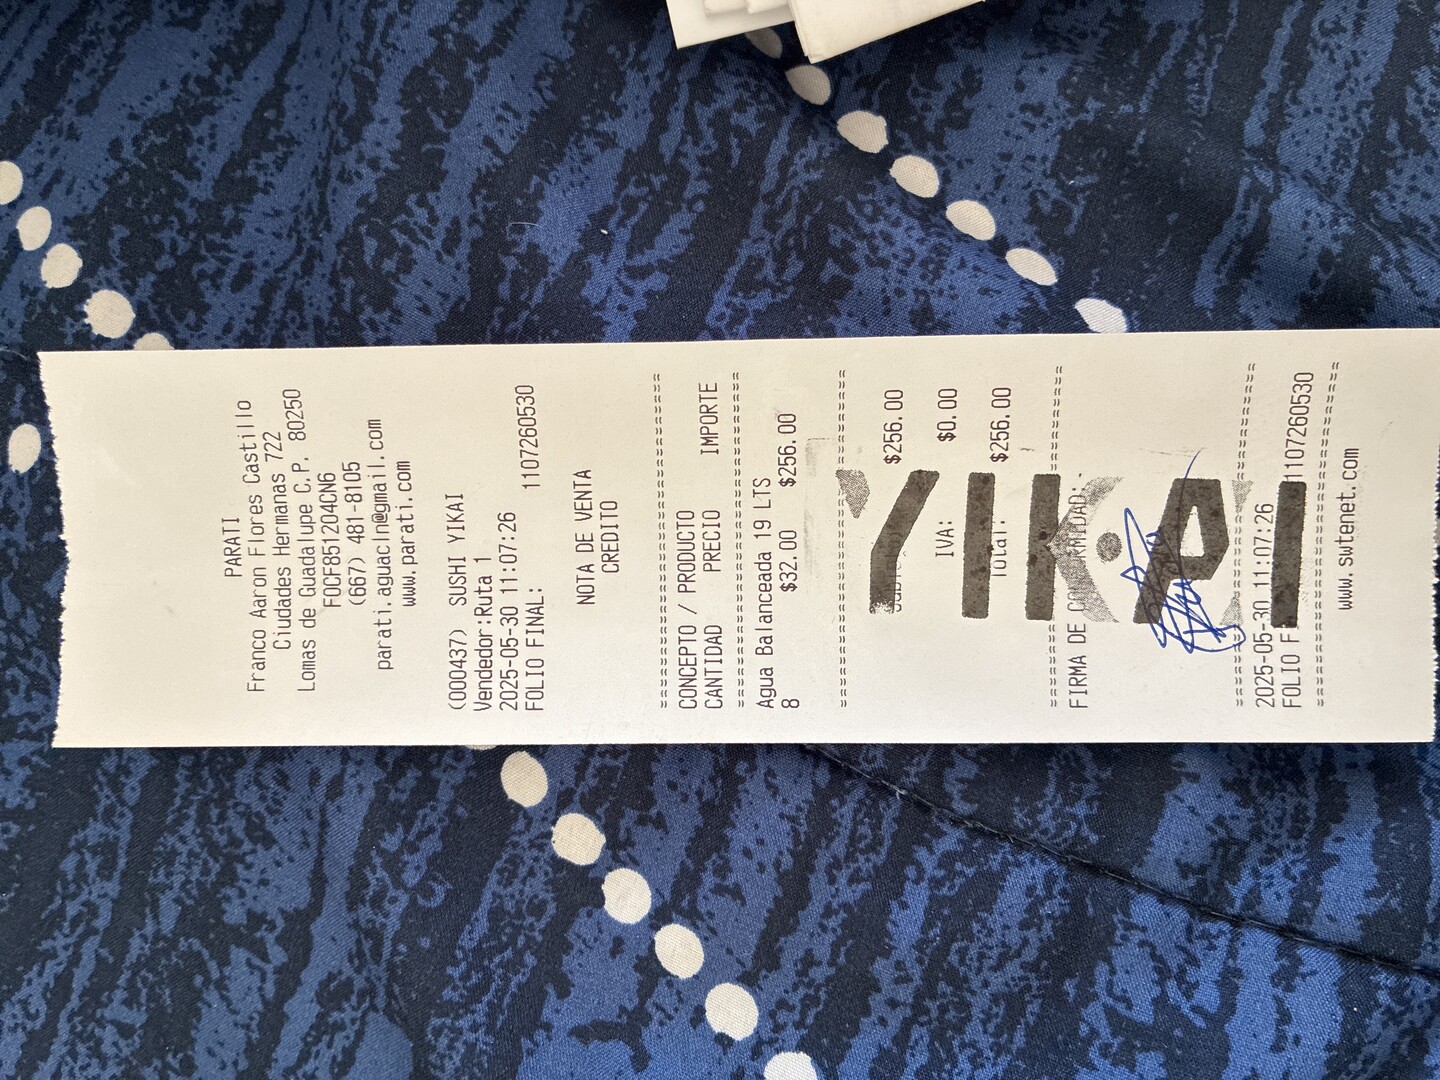 PARATI
Franco Aaron Flores Castillo
Ciudades Hermanas 722
Lomas de Guadalupe C.P. 80250
FOCF851204CN6
(667) 481-8105
parati.aguacln@gmail.com
www.parati.com
(000437) SUSHI YIKAI
Vendedor:Ruta 1
2025-05-30 11:07:26
FOLIO FINAL: 1107260530
NOTA DE VENTA
CREDITO
==============================
CONCEPTO / PRODUCTO
CANTIDAD PRECIO IMPORTE
==============================
Agua Balanceada 19 LTS
8 $32.00 $256.00
==============================
$256.00
IVA: $0.00
Total: $256.00
YIKAI
==============================
FIRMA DE CONFORMIDAD:
==============================
2025-05-30 11:07:26
FOLIO 1107260530
==============================
www.swtenet.com